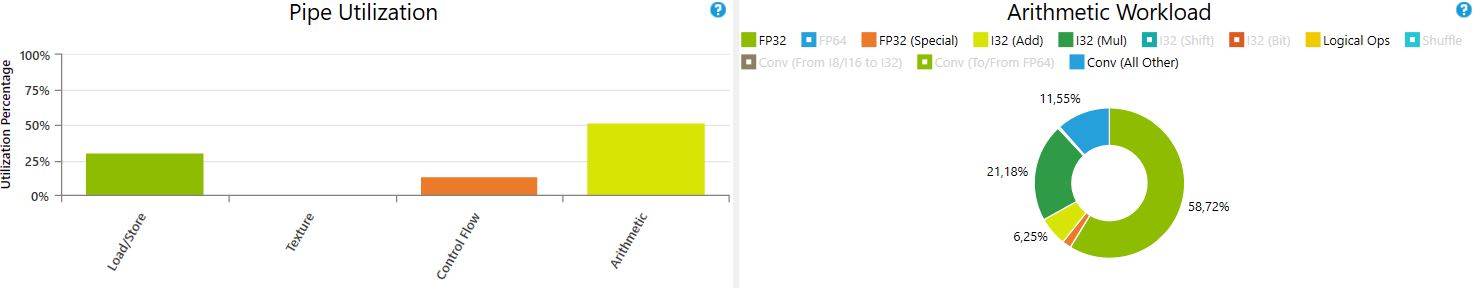 Pipe Utilization
?
Utilization Percentage
100%
75%
50%
25%
0%
Load/Store
Texture
Control Flow
Arithmetic
Arithmetic Workload
?
FP32 FP64 FP32 (Special) I32 (Add) I32 (Mul) I32 (Shift) I32 (Bit) Logical Ops Shuffle
Conv (From I8/I16 to I32) Conv (To/From FP64) Conv (All Other)
11,55%
21,18%
58,72%
6,25%